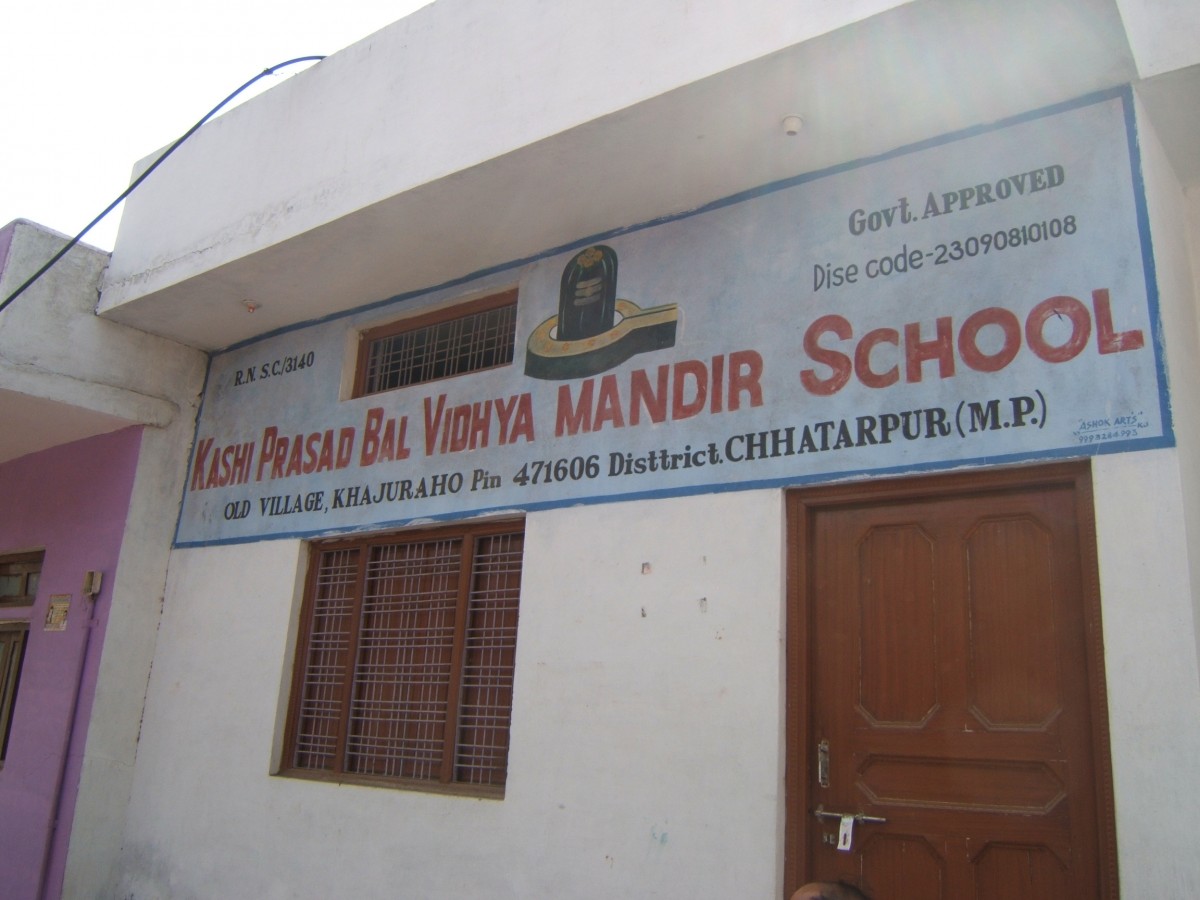 Govt. APPROVED
Dise code-23090810108
R.N. S.C./3140
KASHI PRASAD BAL VIDHYA MANDIR SCHOOL
OLD VILLAGE, KHAJURAHO Pin 471606 Disttrict. CHHATARPUR (M.P.)
"ASHOK ART'S"